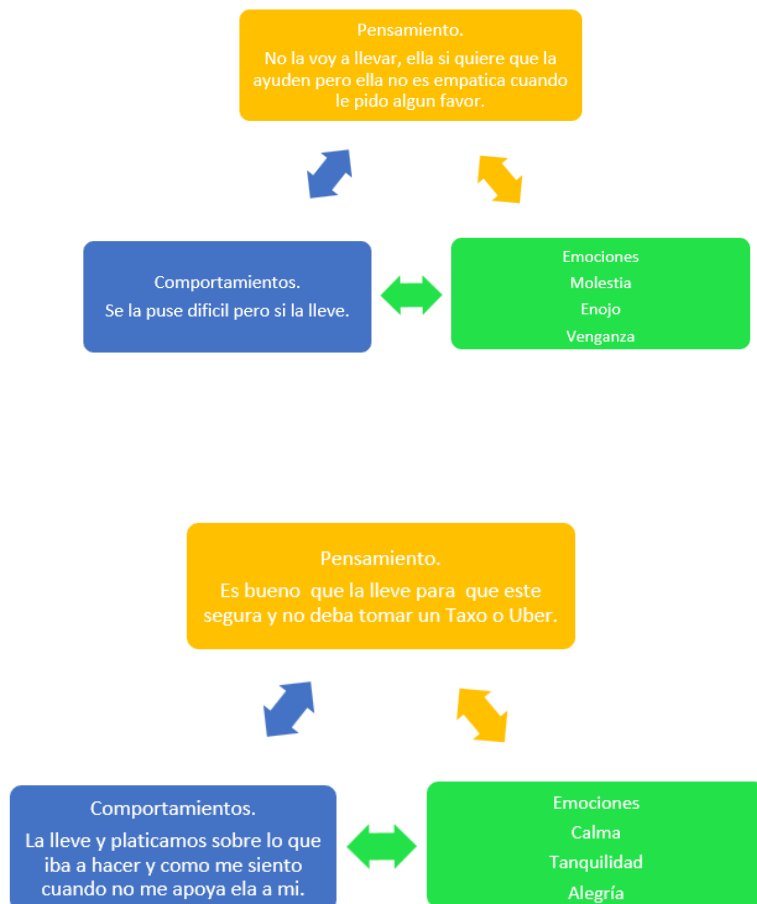 Pensamiento.
No la voy a llevar, ella si quiere que la
ayuden pero ella no es empatica cuando
le pido algun favor.
Comportamientos.
Se la puse dificil pero si la lleve.
Emociones
Molestia
Enojo
Venganza
Pensamiento.
Es bueno que la lleve para que este
segura y no deba tomar un Taxo o Uber.
Comportamientos.
La lleve y platicamos sobre lo que
iba a hacer y como me siento
cuando no me apoya ela a mi.
Emociones
Calma
Tanquilidad
Alegría